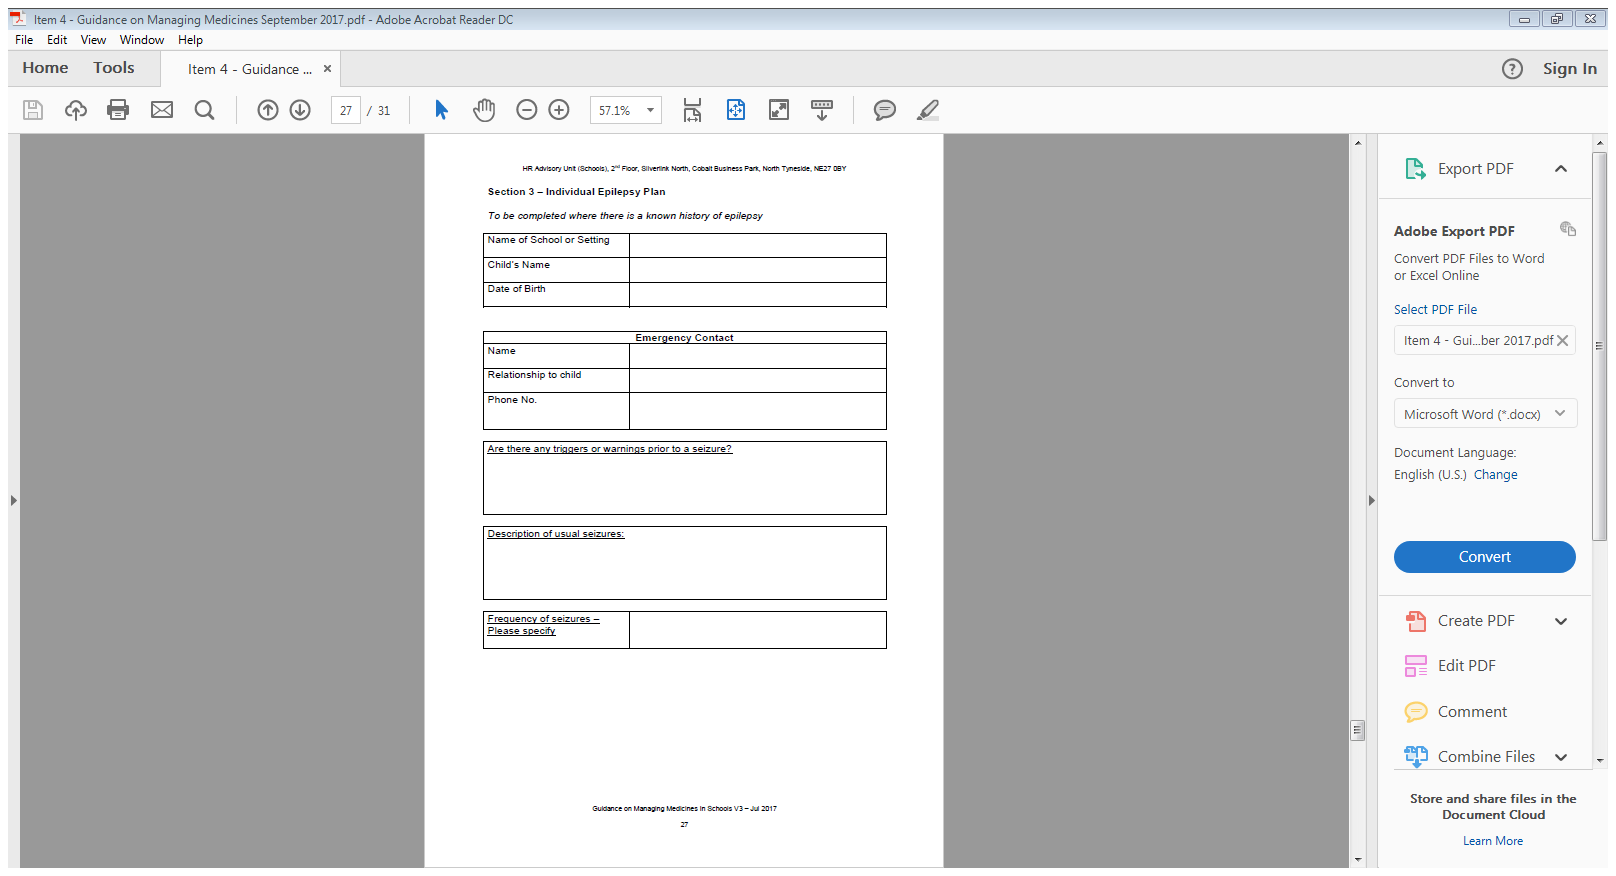 Item 4 - Guidance on Managing Medicines September 2017.pdf - Adobe Acrobat Reader DC
File Edit View Window Help
Home Tools Item 4 - Guidance ... × ? Sign In
27 / 31 57.1%
HR Advisory Unit (Schools), 2nd Floor, Silverlink North, Cobalt Business Park, North Tyneside, NE27 0BY
Section 3 – Individual Epilepsy Plan
To be completed where there is a known history of epilepsy
Name of School or Setting
Child's Name
Date of Birth
Emergency Contact
Name
Relationship to child
Phone No.
Are there any triggers or warnings prior to a seizure?
Description of usual seizures:
Frequency of seizures –
Please specify
Guidance on Managing Medicines in Schools V3 – Jul 2017
27
Export PDF
Adobe Export PDF
Convert PDF Files to Word
or Excel Online
Select PDF File
Item 4 - Gui...ber 2017.pdf
Convert to
Microsoft Word (*.docx)
Document Language:
English (U.S.) Change
Convert
Create PDF
Edit PDF
Comment
Combine Files
Store and share files in the
Document Cloud
Learn More